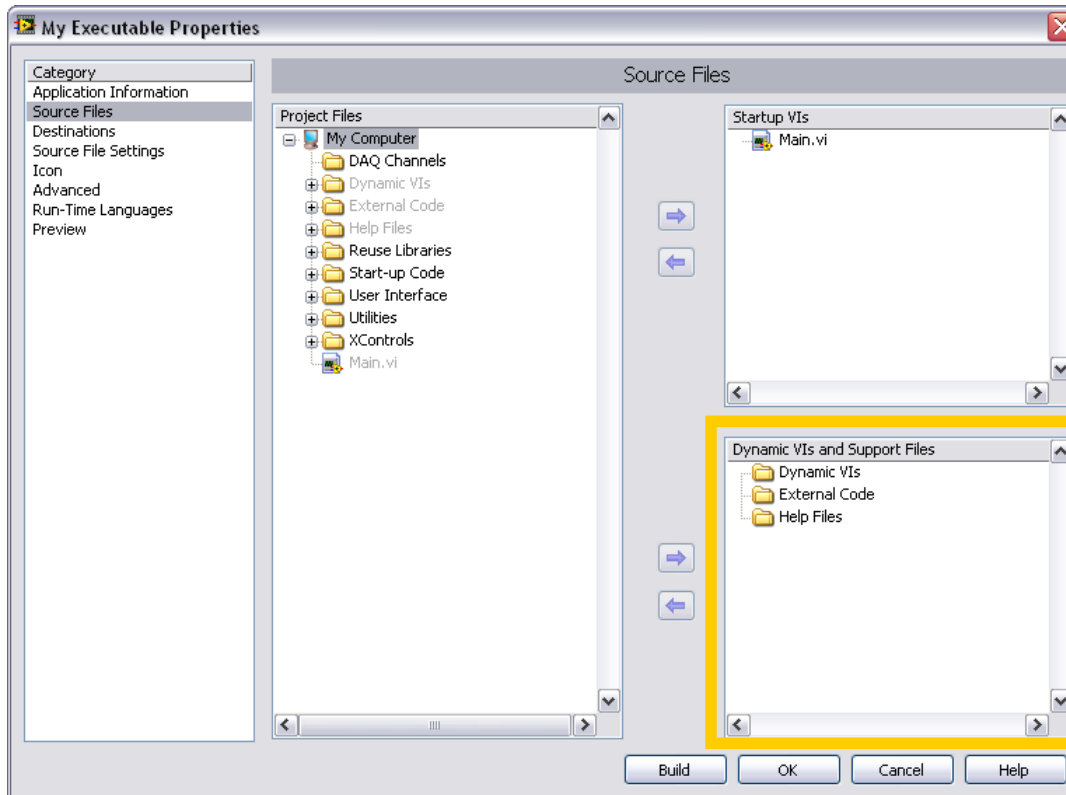 My Executable Properties
Category
Application Information
Source Files
Destinations
Source File Settings
Icon
Advanced
Run-Time Languages
Preview
Source Files
Project Files
My Computer
DAQ Channels
Dynamic VIs
External Code
Help Files
Reuse Libraries
Start-up Code
User Interface
Utilities
XControls
Main.vi
Startup VIs
Main.vi
Dynamic VIs and Support Files
Dynamic VIs
External Code
Help Files
Build
OK
Cancel
Help